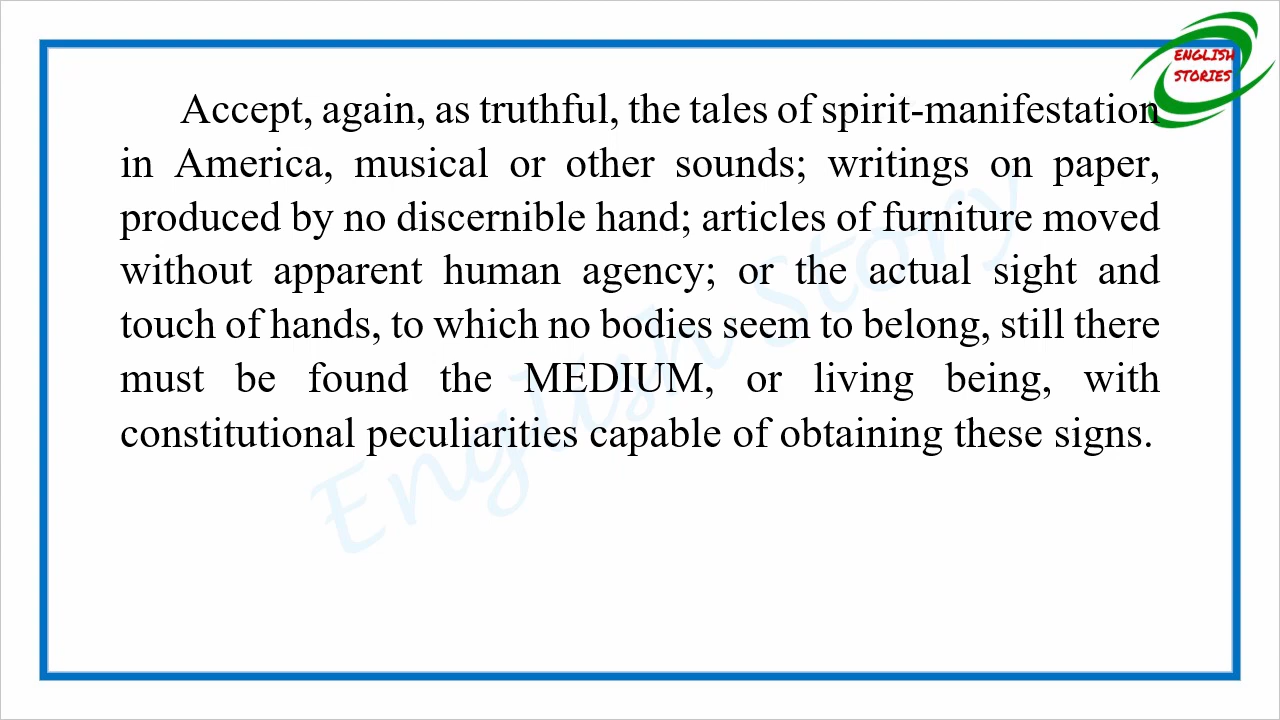 ENGLISH
STORIES
Accept, again, as truthful, the tales of spirit-manifestation
in America, musical or other sounds; writings on paper,
produced by no discernible hand; articles of furniture moved
without apparent human agency; or the actual sight and
touch of hands, to which no bodies seem to belong, still there
must be found the MEDIUM, or living being, with
constitutional peculiarities capable of obtaining these signs.
English Story